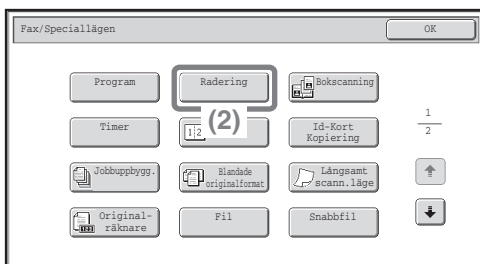 Fax/Speciallägen
OK
Program
Radering
Bokscanning
Timer
1 2
(2)
Id-Kort
Kopiering
1
2
Jobbuppbygg.
Blandade
originalformat
Långsamt
scann.läge
Original-
räknare
Fil
Snabbfil